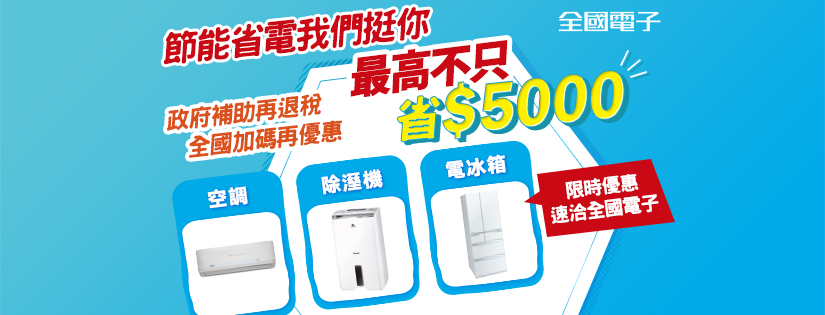 全國電子
節能省電我們挺你
最高不只
省$5000
政府補助再退稅
全國加碼再優惠
空調
除溼機
電冰箱
限時優惠
速洽全國電子